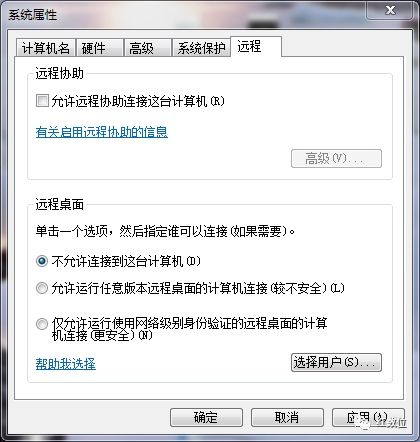 系统属性
计算机名 硬件 高级 系统保护 远程
远程协助
允许远程协助连接这台计算机(R)
有关启用远程协助的信息
高级(V)...
远程桌面
单击一个选项，然后指定谁可以连接(如果需要)。
不允许连接到这台计算机(D)
允许运行任意版本远程桌面的计算机连接(较不安全)(L)
仅允许运行使用网络级别身份验证的远程桌面的计算
机连接(更安全)(N)
帮助我选择
选择用户(S)...
确定 取消 应用(A)